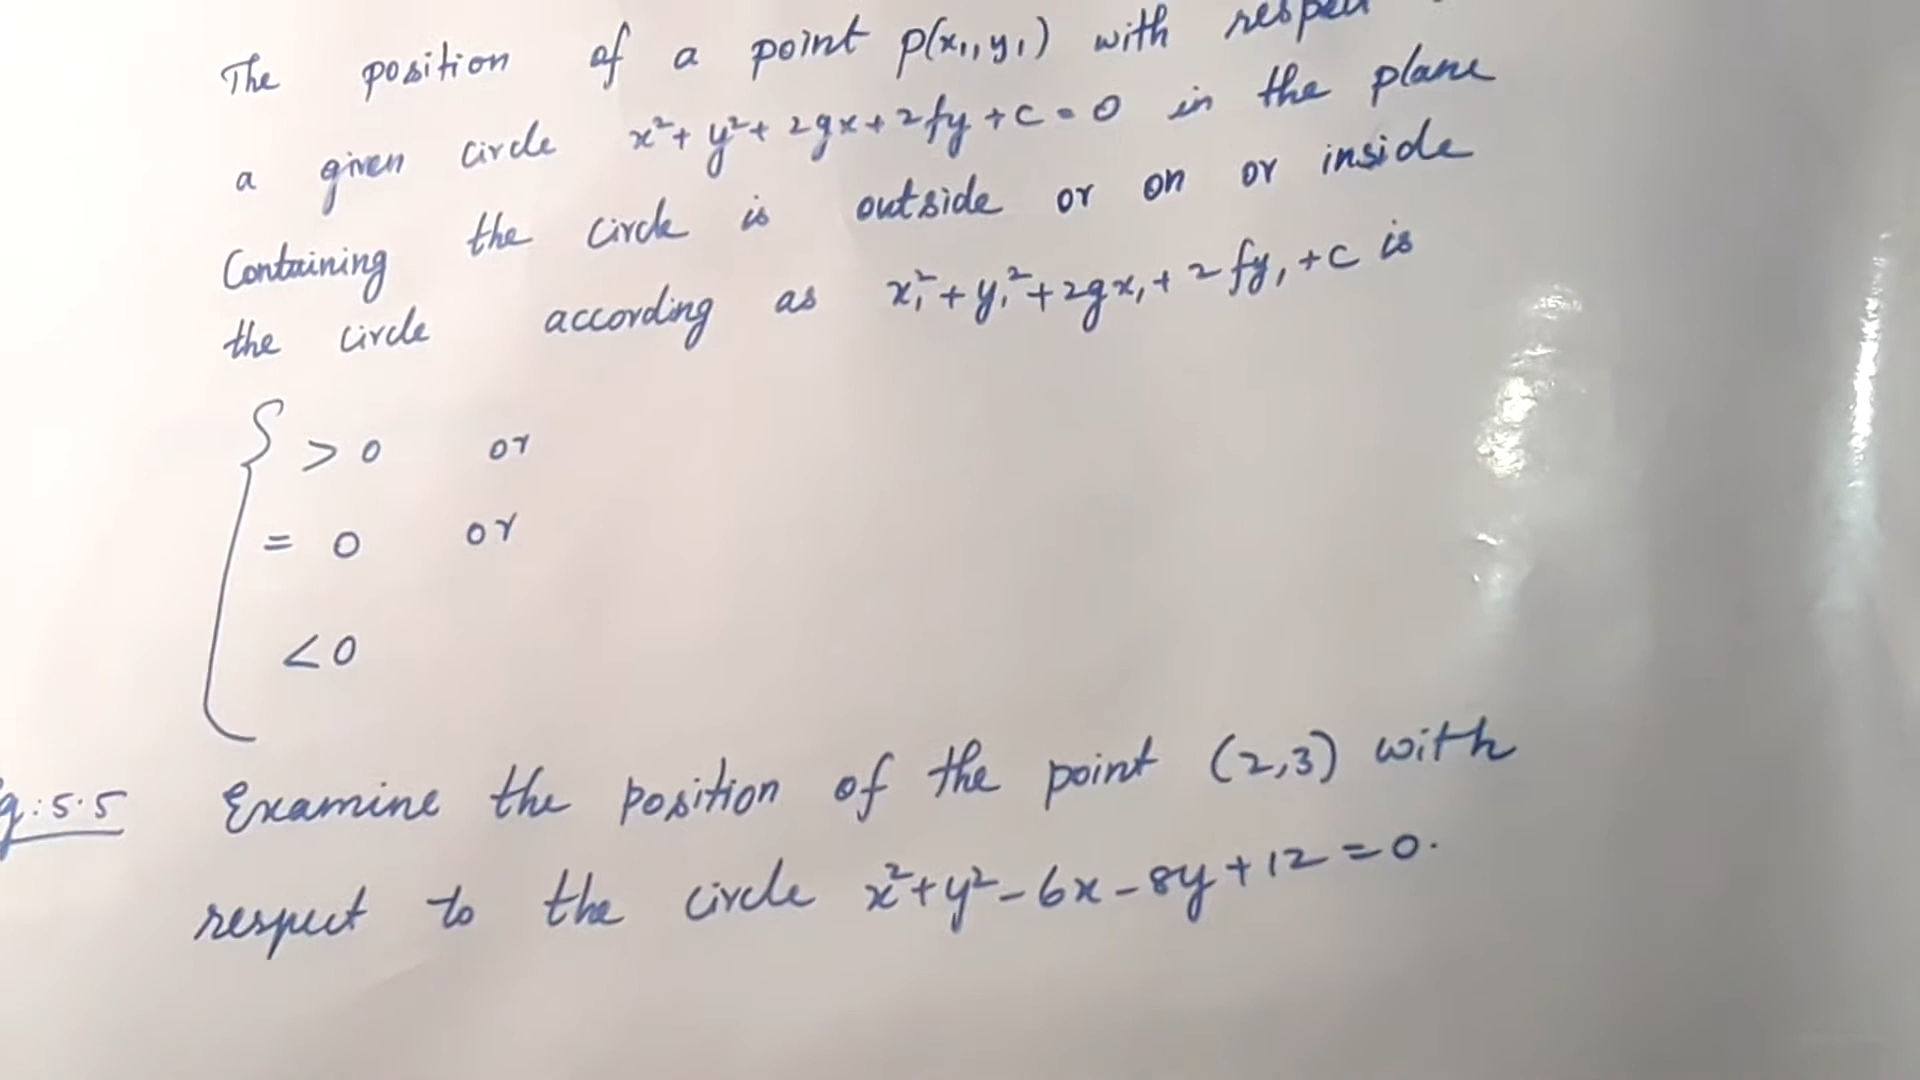 The position of a point P(x₁, y₁) with respect
a given circle x²+y²+2gx+2fy+c=0 in the plane
Containing the circle is outside or on or inside
the circle according as x₁²+y₁²+2gx₁+2fy₁+c is
{ > 0 or
= 0 or
< 0
g:5.5 Examine the position of the point (2,3) with
respect to the circle x²+y²-6x-8y+12=0.